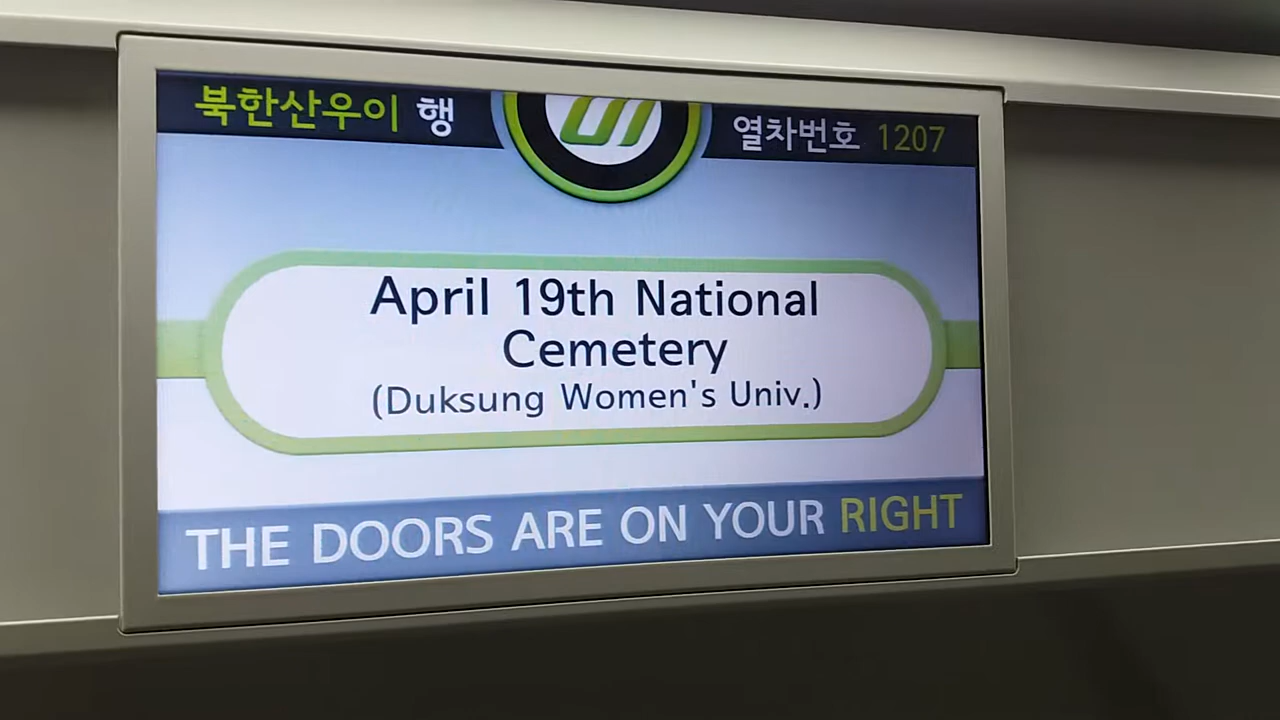 북한산우이 행
열차번호 1207
April 19th National
Cemetery
(Duksung Women's Univ.)
THE DOORS ARE ON YOUR RIGHT